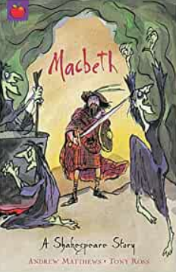 Macbeth
A Shakespeare Story
ANDREW MATTHEWS • TONY ROSS